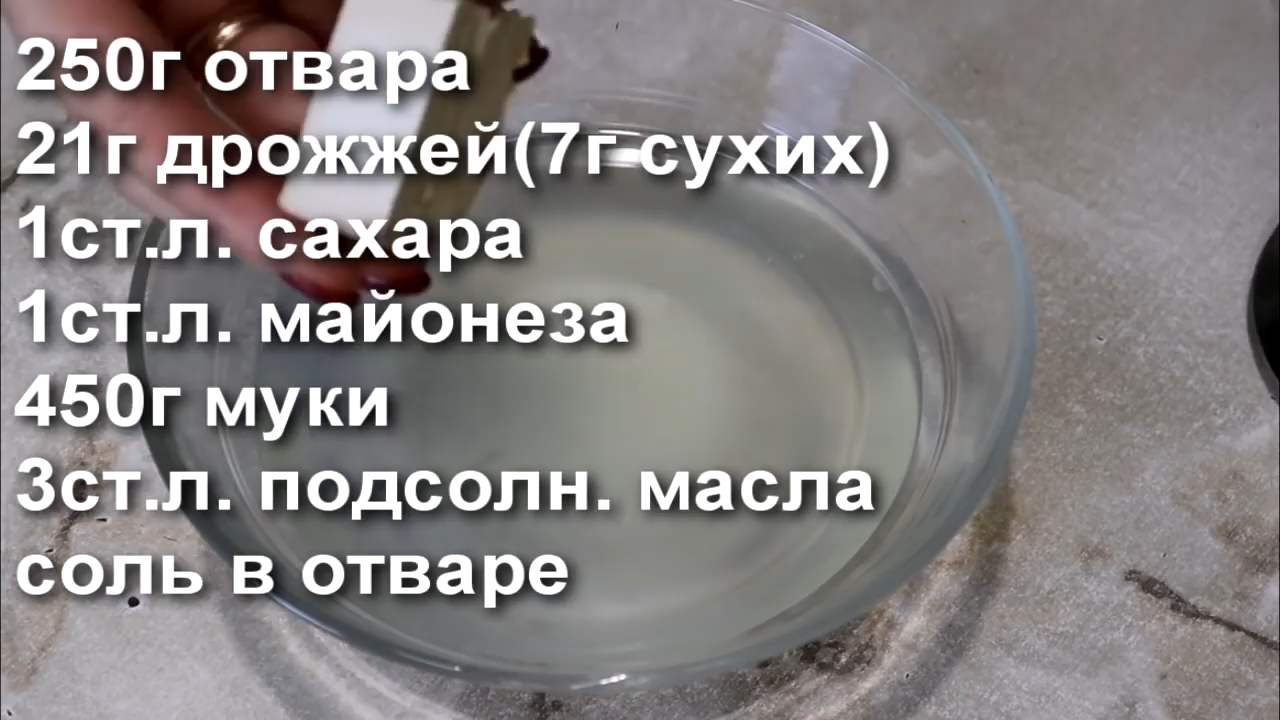 250г отвара
21г дрожжей(7г сухих)
1ст.л. сахара
1ст.л. майонеза
450г муки
3ст.л. подсолн. масла
соль в отваре